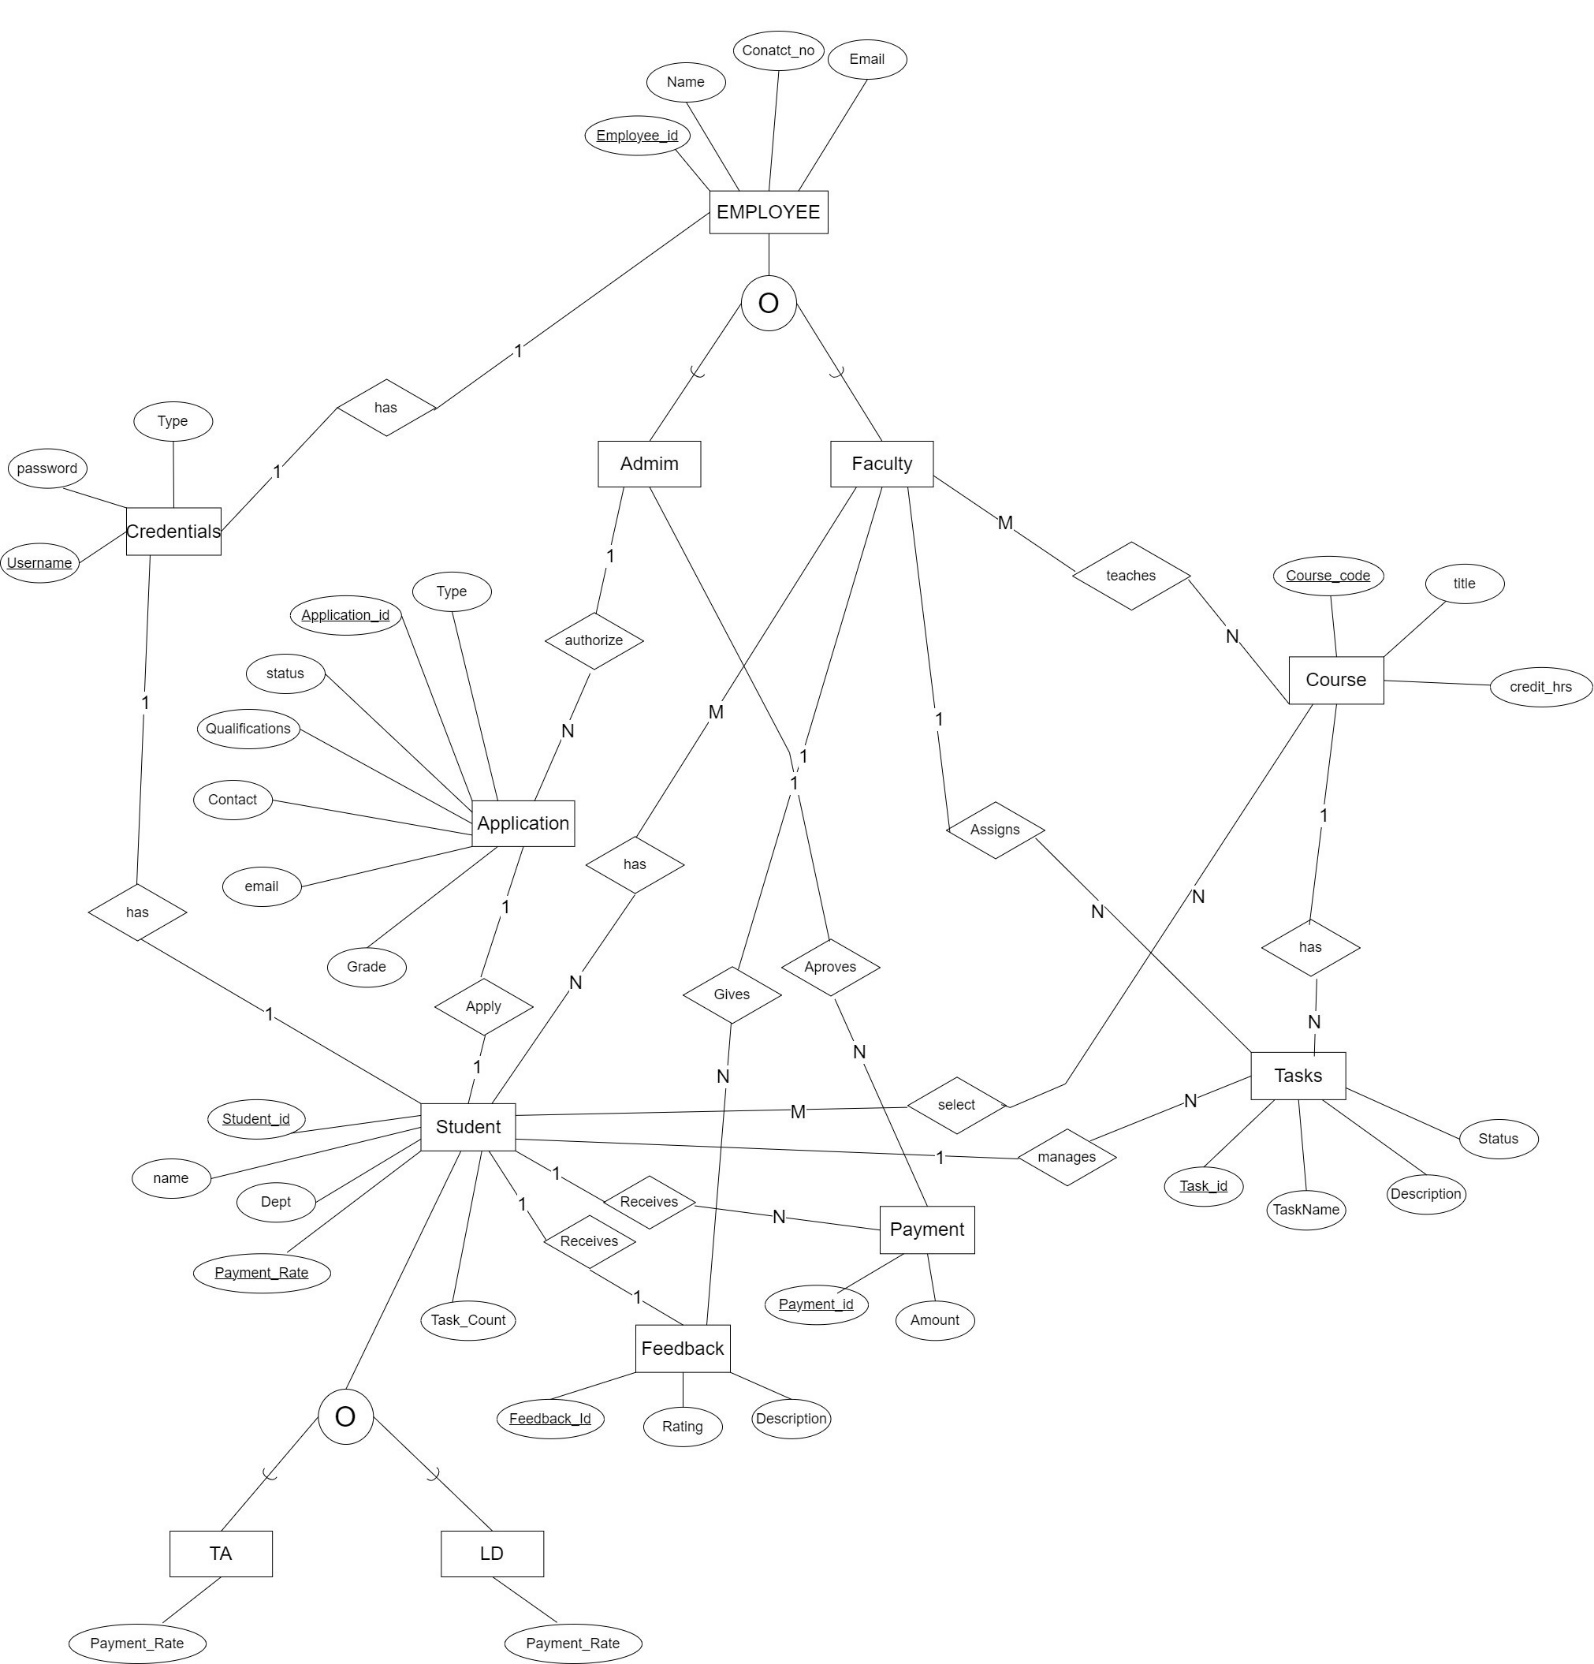 Conatct_no
Email
Name
Employee_id
EMPLOYEE
O
1
has
Type
1
password
Admim
Faculty
Credentials
M
Username
1
teaches
Course_code
title
Type
Application_id
authorize
N
status
Course
credit_hrs
1
M
1
Qualifications
N
1
1
Contact
1
Application
Assigns
has
email
N
1
N
has
has
Grade
Aproves
N
Gives
Apply
1
N
N
1
N
Tasks
select
N
M
Student_id
Student
Status
manages
1
name
1
Task_id
Description
Dept
Receives
1
TaskName
N
Payment
Receives
Payment_Rate
1
Payment_id
Task_Count
Amount
Feedback
O
Feedback_Id
Rating
Description
TA
LD
Payment_Rate
Payment_Rate